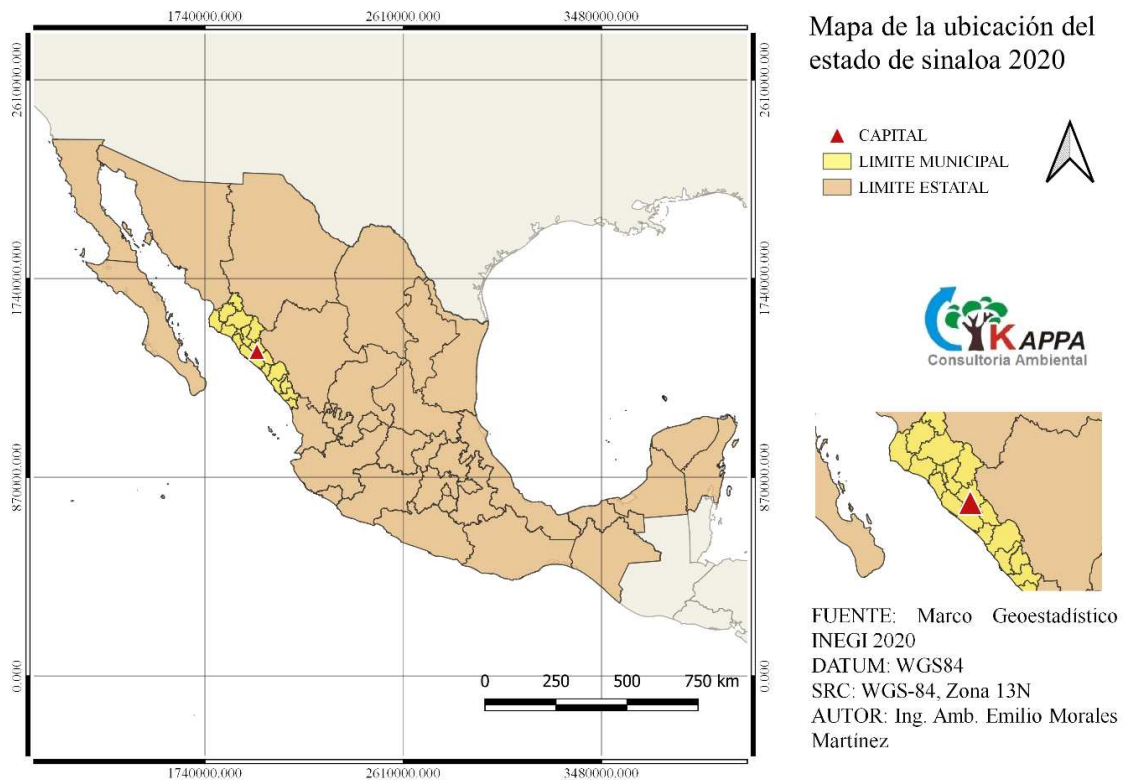 1740000.000 2610000.000 3480000.000
2610000.000
2610000.000
1740000.000
1740000.000
870000.000
870000.000
0.000
0.000
0 250 500 750 km
1740000.000 2610000.000 3480000.000
Mapa de la ubicación del
estado de sinaloa 2020
CAPITAL
LIMITE MUNICIPAL
LIMITE ESTATAL
KAPPA
Consultoría Ambiental
FUENTE: Marco Geoestadístico
INEGI 2020
DATUM: WGS84
SRC: WGS-84, Zona 13N
AUTOR: Ing. Amb. Emilio Morales
Martínez